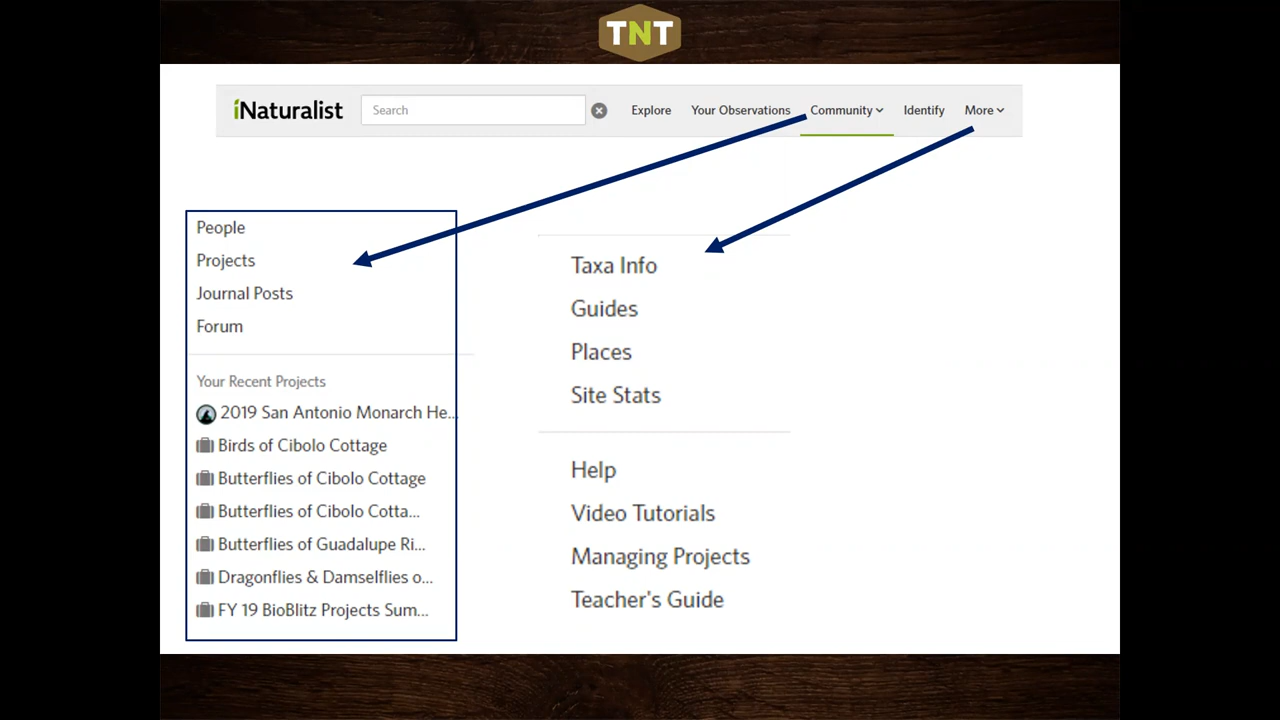 TNT
iNaturalist Search Explore Your Observations Community Identify More
People
Projects
Journal Posts
Forum
Your Recent Projects
2019 San Antonio Monarch He...
Birds of Cibolo Cottage
Butterflies of Cibolo Cottage
Butterflies of Cibolo Cotta...
Butterflies of Guadalupe Ri...
Dragonflies & Damselflies o...
FY 19 BioBlitz Projects Sum...
Taxa Info
Guides
Places
Site Stats
Help
Video Tutorials
Managing Projects
Teacher's Guide